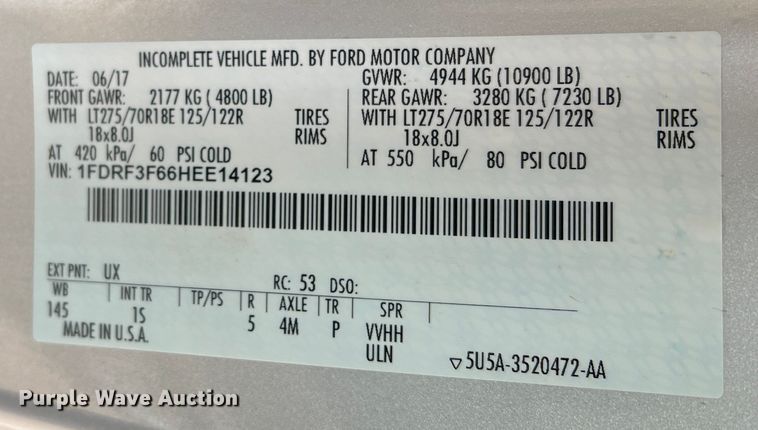 INCOMPLETE VEHICLE MFD. BY FORD MOTOR COMPANY
DATE: 06/17 GVWR: 4944 KG (10900 LB)
FRONT GAWR: 2177 KG ( 4800 LB) REAR GAWR: 3280 KG ( 7230 LB)
WITH LT275/70R18E 125/122R TIRES WITH LT275/70R18E 125/122R TIRES
18x8.0J RIMS 18x8.0J RIMS
AT 420 kPa/ 60 PSI COLD AT 550 kPa/ 80 PSI COLD
VIN: 1FDRF3F66HEE14123
EXT PNT: UX RC: 53 DSO:
WB INT TR TP/PS R AXLE TR SPR
145 1S 5 4M P VVHH
MADE IN U.S.A. ULN ▽5U5A-3520472-AA
Purple Wave Auction